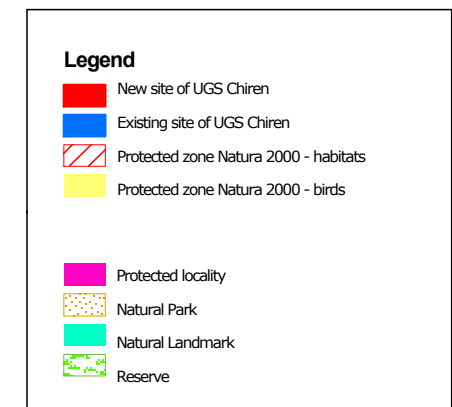 Legend
New site of UGS Chiren
Existing site of UGS Chiren
Protected zone Natura 2000 - habitats
Protected zone Natura 2000 - birds
Protected locality
Natural Park
Natural Landmark
Reserve